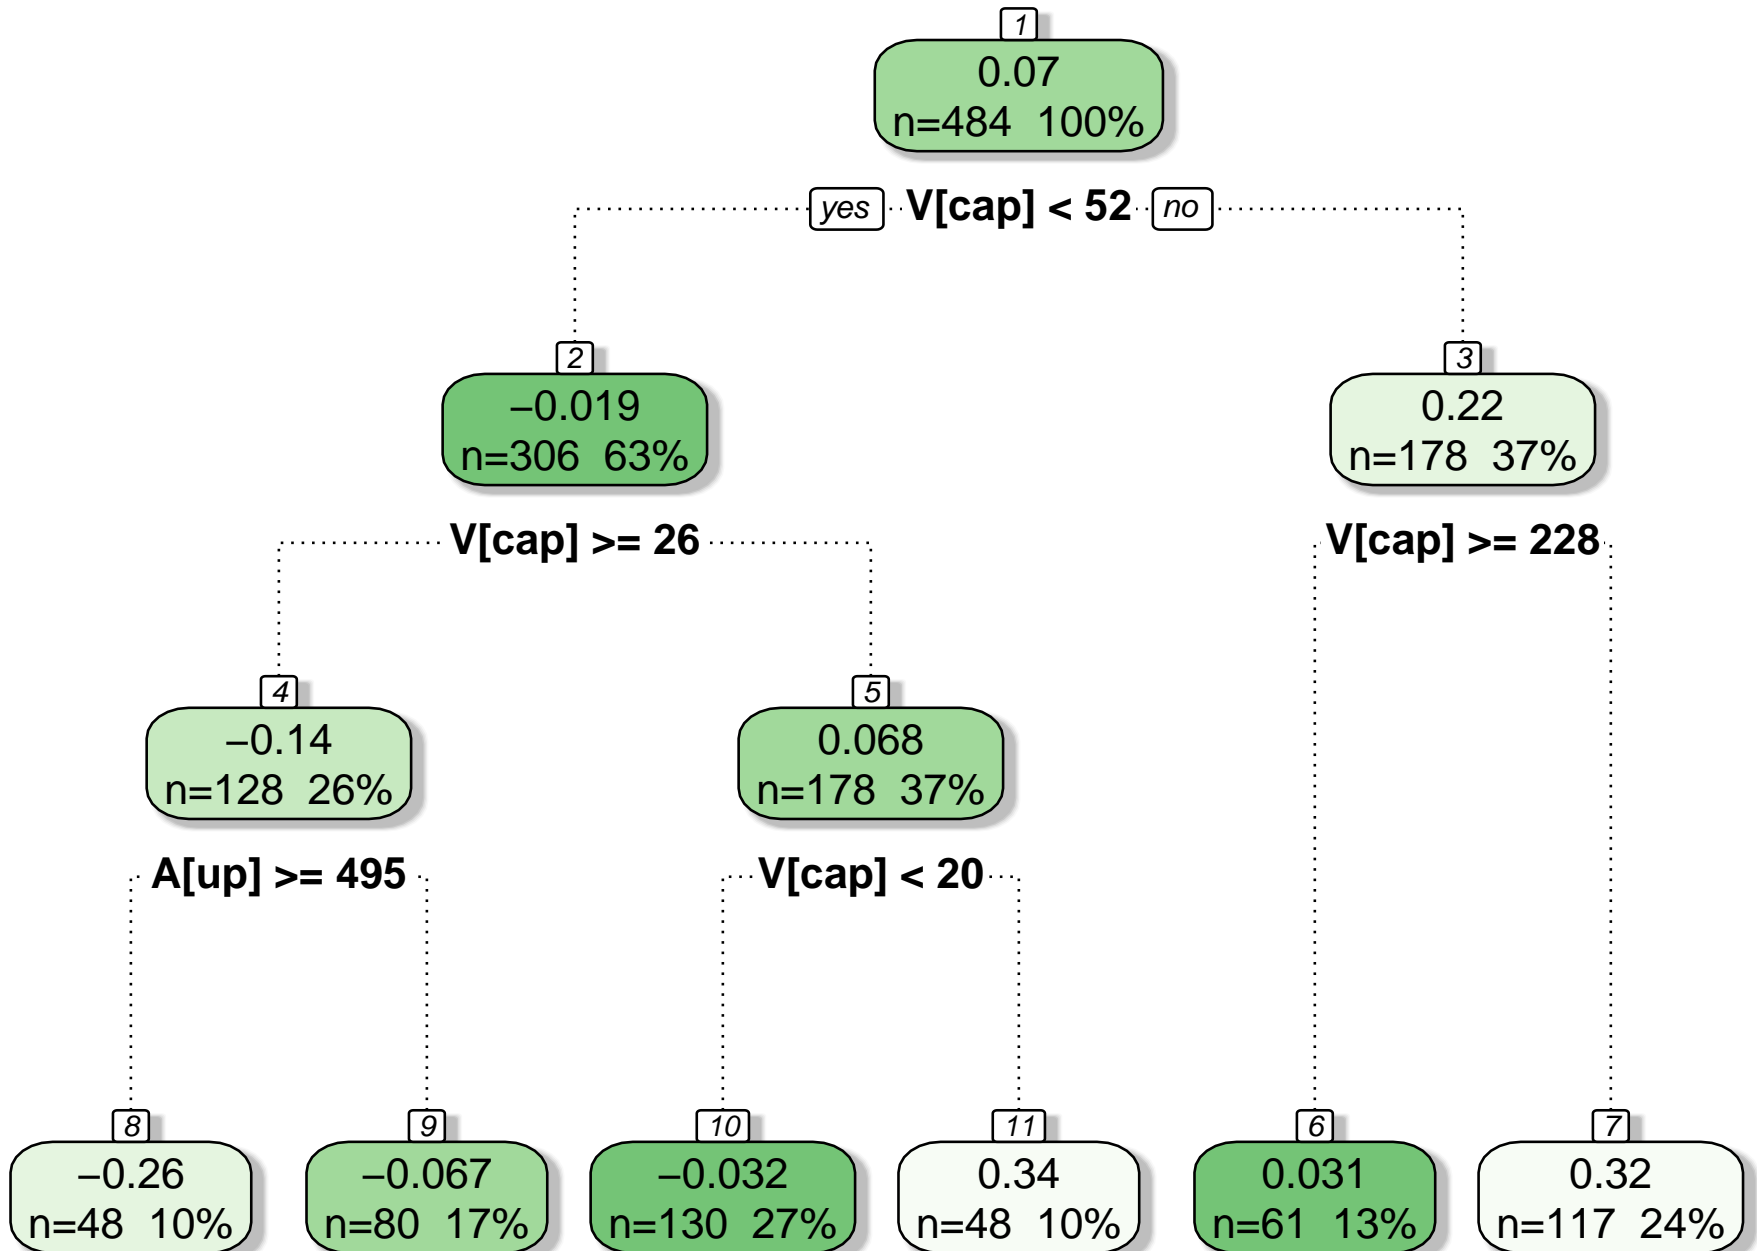 1
0.07
n=484 100%
yes V[cap] < 52 no
2
−0.019
n=306 63%
3
0.22
n=178 37%
V[cap] >= 26
V[cap] >= 228
4
−0.14
n=128 26%
5
0.068
n=178 37%
A[up] >= 495
V[cap] < 20
8
−0.26
n=48 10%
9
−0.067
n=80 17%
10
−0.032
n=130 27%
11
0.34
n=48 10%
6
0.031
n=61 13%
7
0.32
n=117 24%